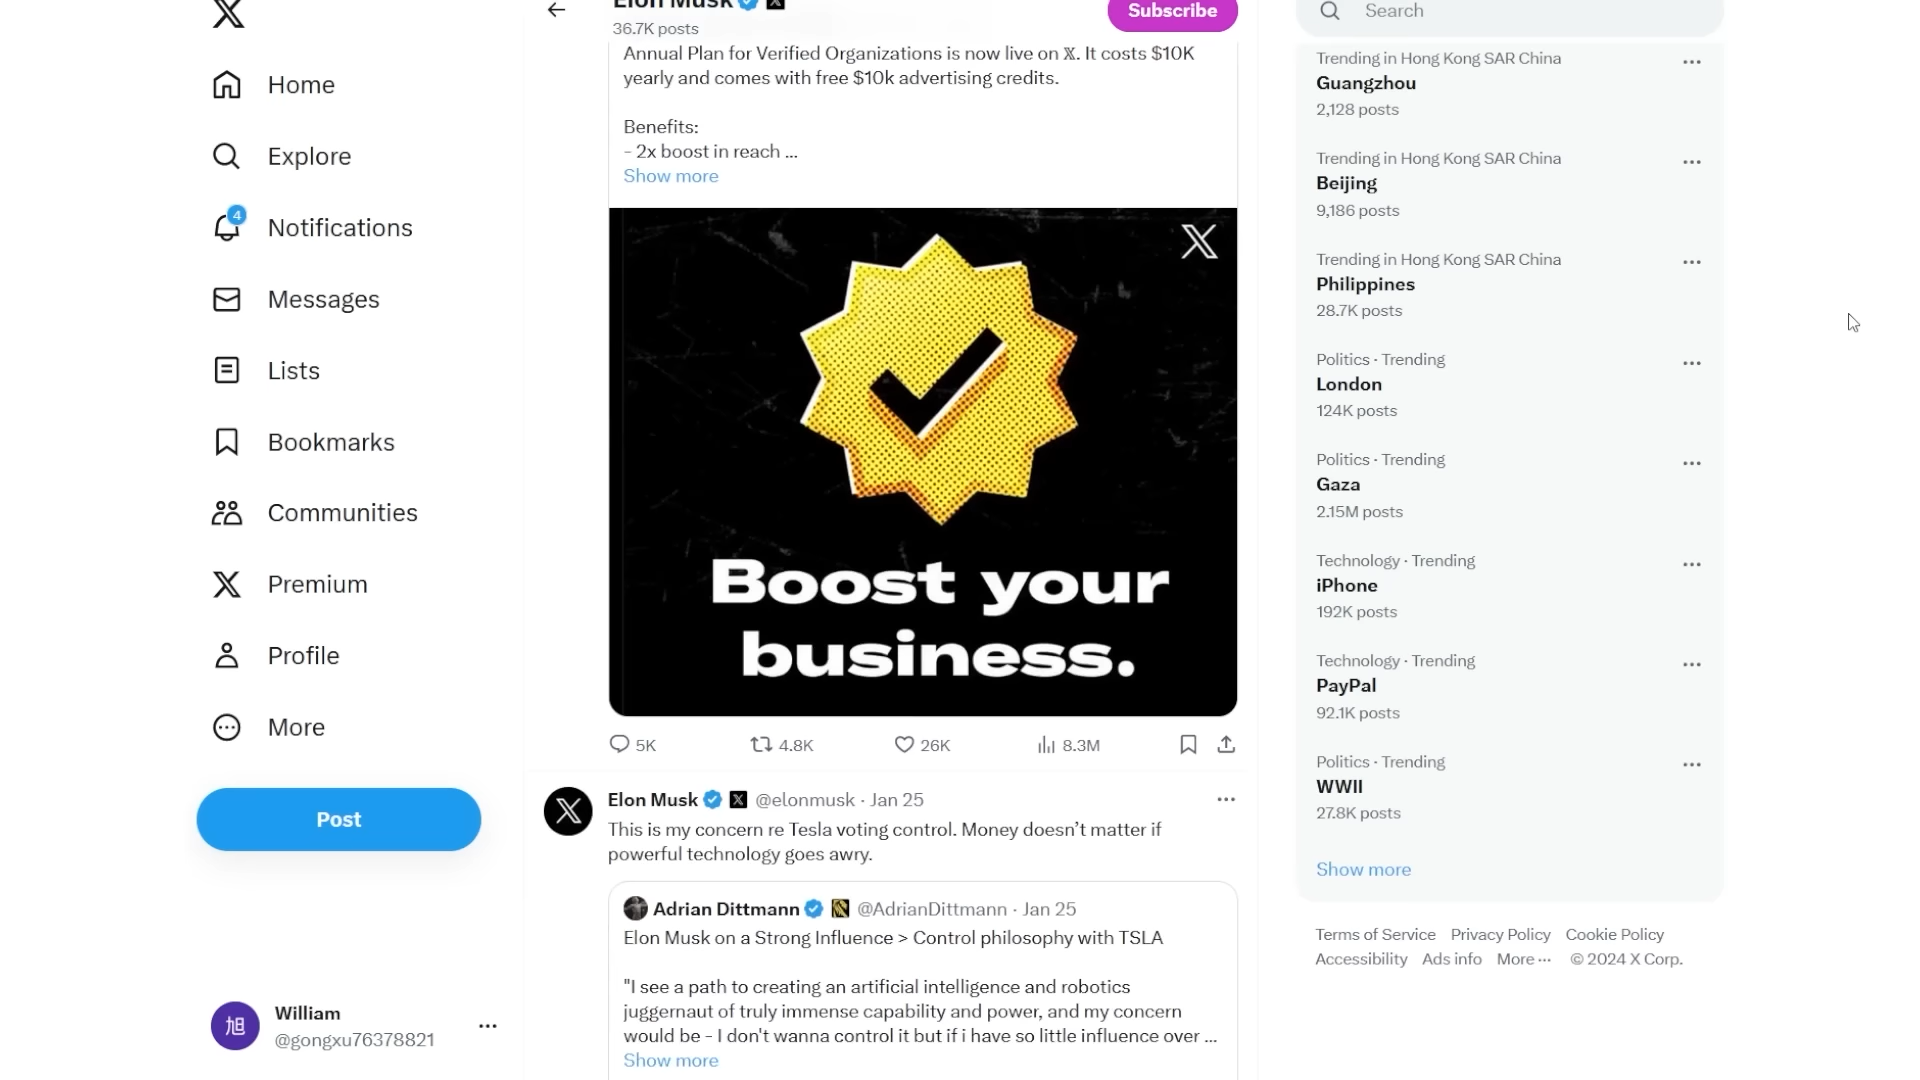 Home
Explore
4
Notifications
Messages
Lists
Bookmarks
Communities
Premium
Profile
More
Post
旭
William
@gongxu76378821
Elon Musk
36.7K posts
Subscribe
Annual Plan for Verified Organizations is now live on 𝕏. It costs $10K
yearly and comes with free $10k advertising credits.
Benefits:
- 2x boost in reach ...
Show more
Boost your
business.
5K
4.8K
26K
8.3M
Elon Musk @elonmusk · Jan 25
This is my concern re Tesla voting control. Money doesn’t matter if
powerful technology goes awry.
Adrian Dittmann @AdrianDittmann · Jan 25
Elon Musk on a Strong Influence > Control philosophy with TSLA
"I see a path to creating an artificial intelligence and robotics
juggernaut of truly immense capability and power, and my concern
would be - I don't wanna control it but if i have so little influence over ...
Show more
Search
Trending in Hong Kong SAR China
Guangzhou
2,128 posts
Trending in Hong Kong SAR China
Beijing
9,186 posts
Trending in Hong Kong SAR China
Philippines
28.7K posts
Politics · Trending
London
124K posts
Politics · Trending
Gaza
2.15M posts
Technology · Trending
iPhone
192K posts
Technology · Trending
PayPal
92.1K posts
Politics · Trending
WWII
27.8K posts
Show more
Terms of Service Privacy Policy Cookie Policy
Accessibility Ads info More ··· © 2024 X Corp.